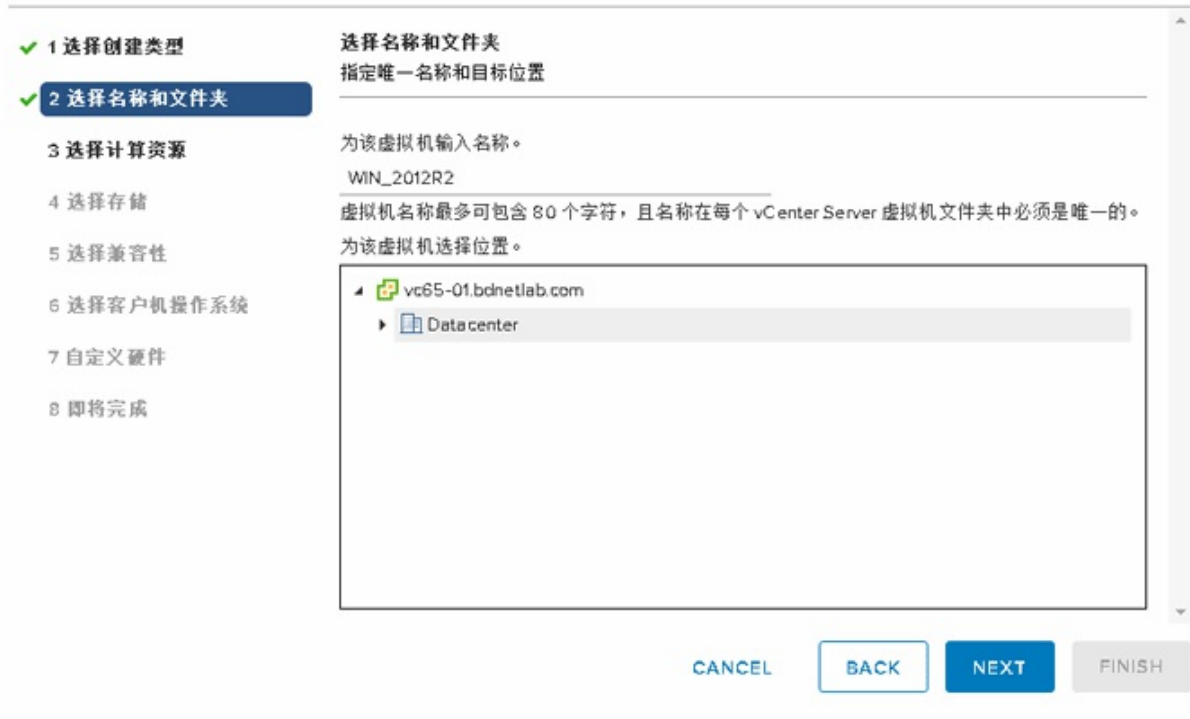 1 选择创建类型
2 选择名称和文件夹
3 选择计算资源
4 选择存储
5 选择兼容性
6 选择客户机操作系统
7 自定义硬件
8 即将完成
选择名称和文件夹
指定唯一名称和目标位置
为该虚拟机输入名称。
WIN_2012R2
虚拟机名称最多可包含 80 个字符，且名称在每个 vCenter Server 虚拟机文件夹中必须是唯一的。
为该虚拟机选择位置。
vc65-01.bdnetlab.com
Datacenter
CANCEL
BACK
NEXT
FINISH